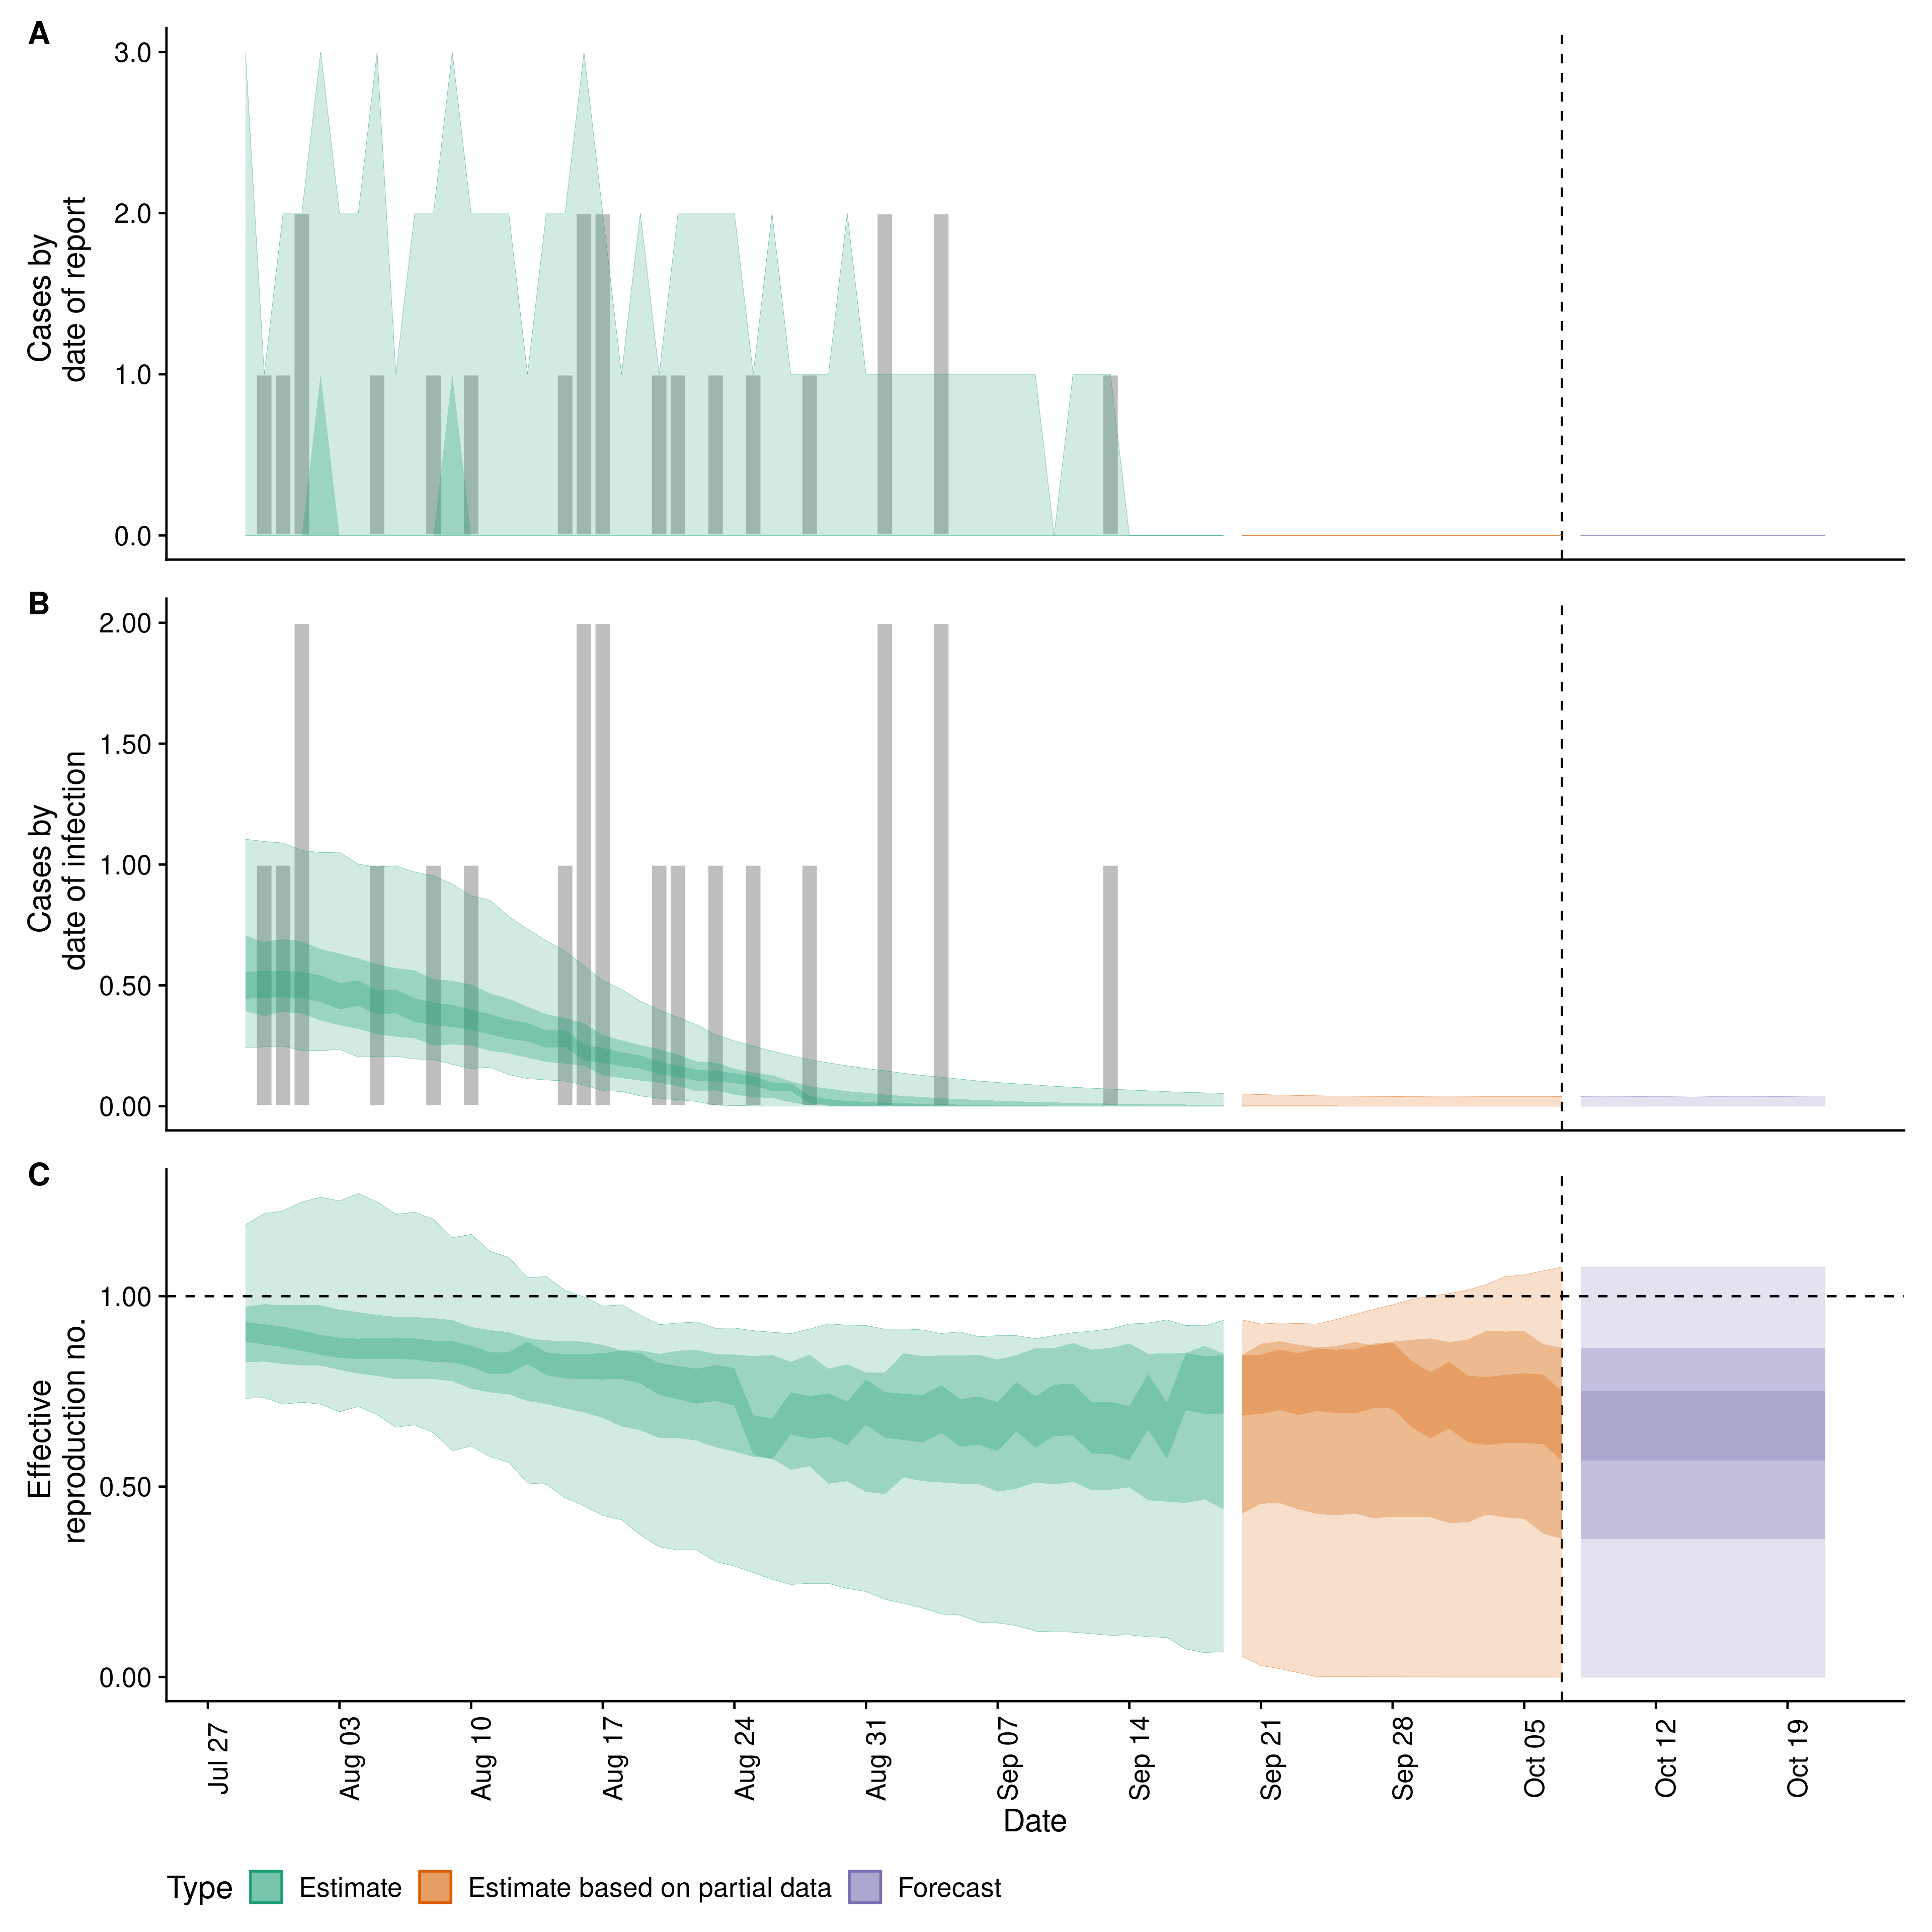 A
3.0
2.0
1.0
0.0
Cases by
date of report
B
2.00
1.50
1.00
0.50
0.00
Cases by
date of infection
C
1.00
0.50
0.00
Effective
reproduction no.
Jul 27
Aug 03
Aug 10
Aug 17
Aug 24
Aug 31
Sep 07
Sep 14
Sep 21
Sep 28
Oct 05
Oct 12
Oct 19
Date
Type Estimate Estimate based on partial data Forecast